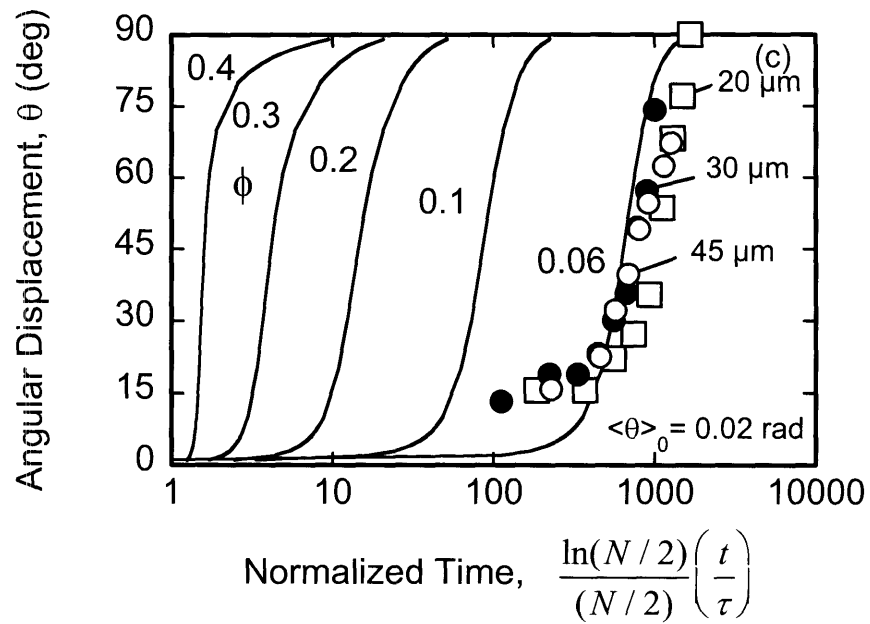 90
75
60
45
30
15
0
Angular Displacement, θ (deg)
(c)
0.4
0.3
0.2
0.1
0.06
ϕ
20 μm
30 μm
45 μm
<θ>₀ = 0.02 rad
1 10 100 1000 10000
Normalized Time, ln(N / 2) / (N / 2) (t / τ)